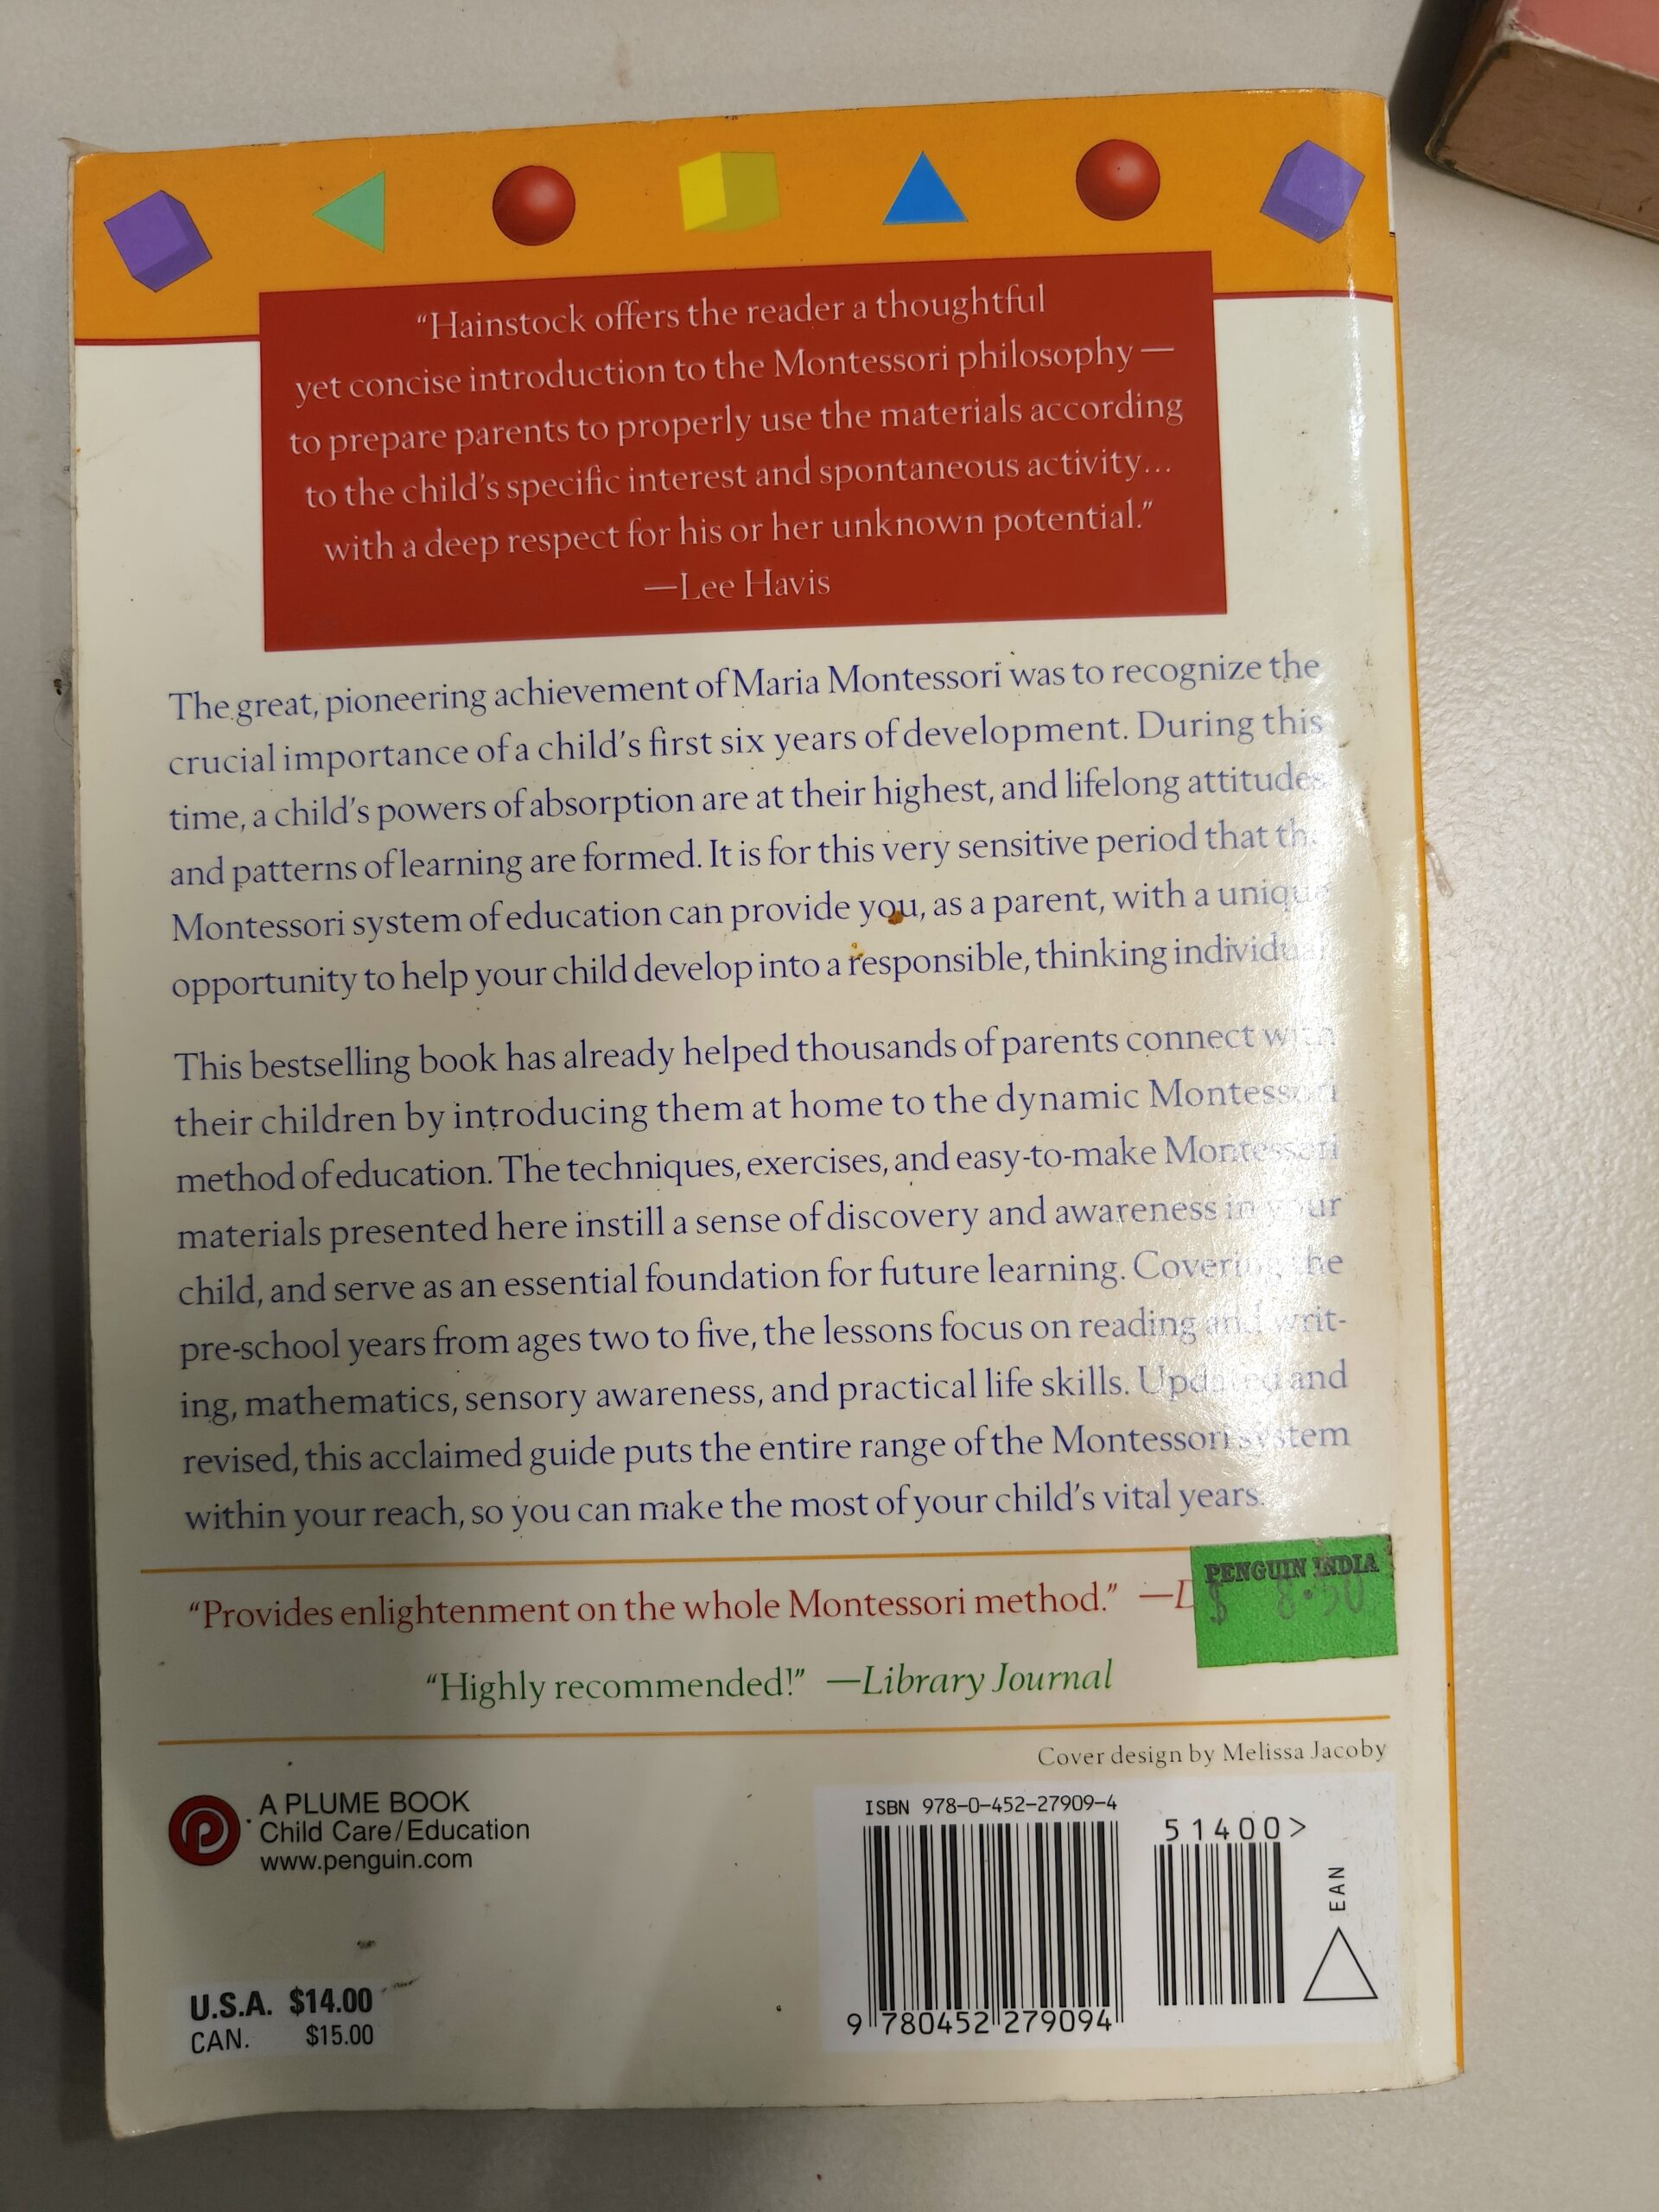 “Hainstock offers the reader a thoughtful
yet concise introduction to the Montessori philosophy —
to prepare parents to properly use the materials according
to the child’s specific interest and spontaneous activity...
with a deep respect for his or her unknown potential.”
—Lee Havis
The great, pioneering achievement of Maria Montessori was to recognize the
crucial importance of a child’s first six years of development. During this
time, a child’s powers of absorption are at their highest, and lifelong attitudes
and patterns of learning are formed. It is for this very sensitive period that the
Montessori system of education can provide you, as a parent, with a unique
opportunity to help your child develop into a responsible, thinking individual
This bestselling book has already helped thousands of parents connect with
their children by introducing them at home to the dynamic Montessori
method of education. The techniques, exercises, and easy-to-make Montessori
materials presented here instill a sense of discovery and awareness in your
child, and serve as an essential foundation for future learning. Covering the
pre-school years from ages two to five, the lessons focus on reading and writ-
ing, mathematics, sensory awareness, and practical life skills. Updated and
revised, this acclaimed guide puts the entire range of the Montessori system
within your reach, so you can make the most of your child’s vital years.
PENGUIN INDIA
$ 8.50
“Provides enlightenment on the whole Montessori method.”
“Highly recommended!” —Library Journal
Cover design by Melissa Jacoby
A PLUME BOOK
Child Care/Education
www.penguin.com
ISBN 978-0-452-27909-4
51400>
EAN
9 780452 279094
U.S.A. $14.00
CAN. $15.00